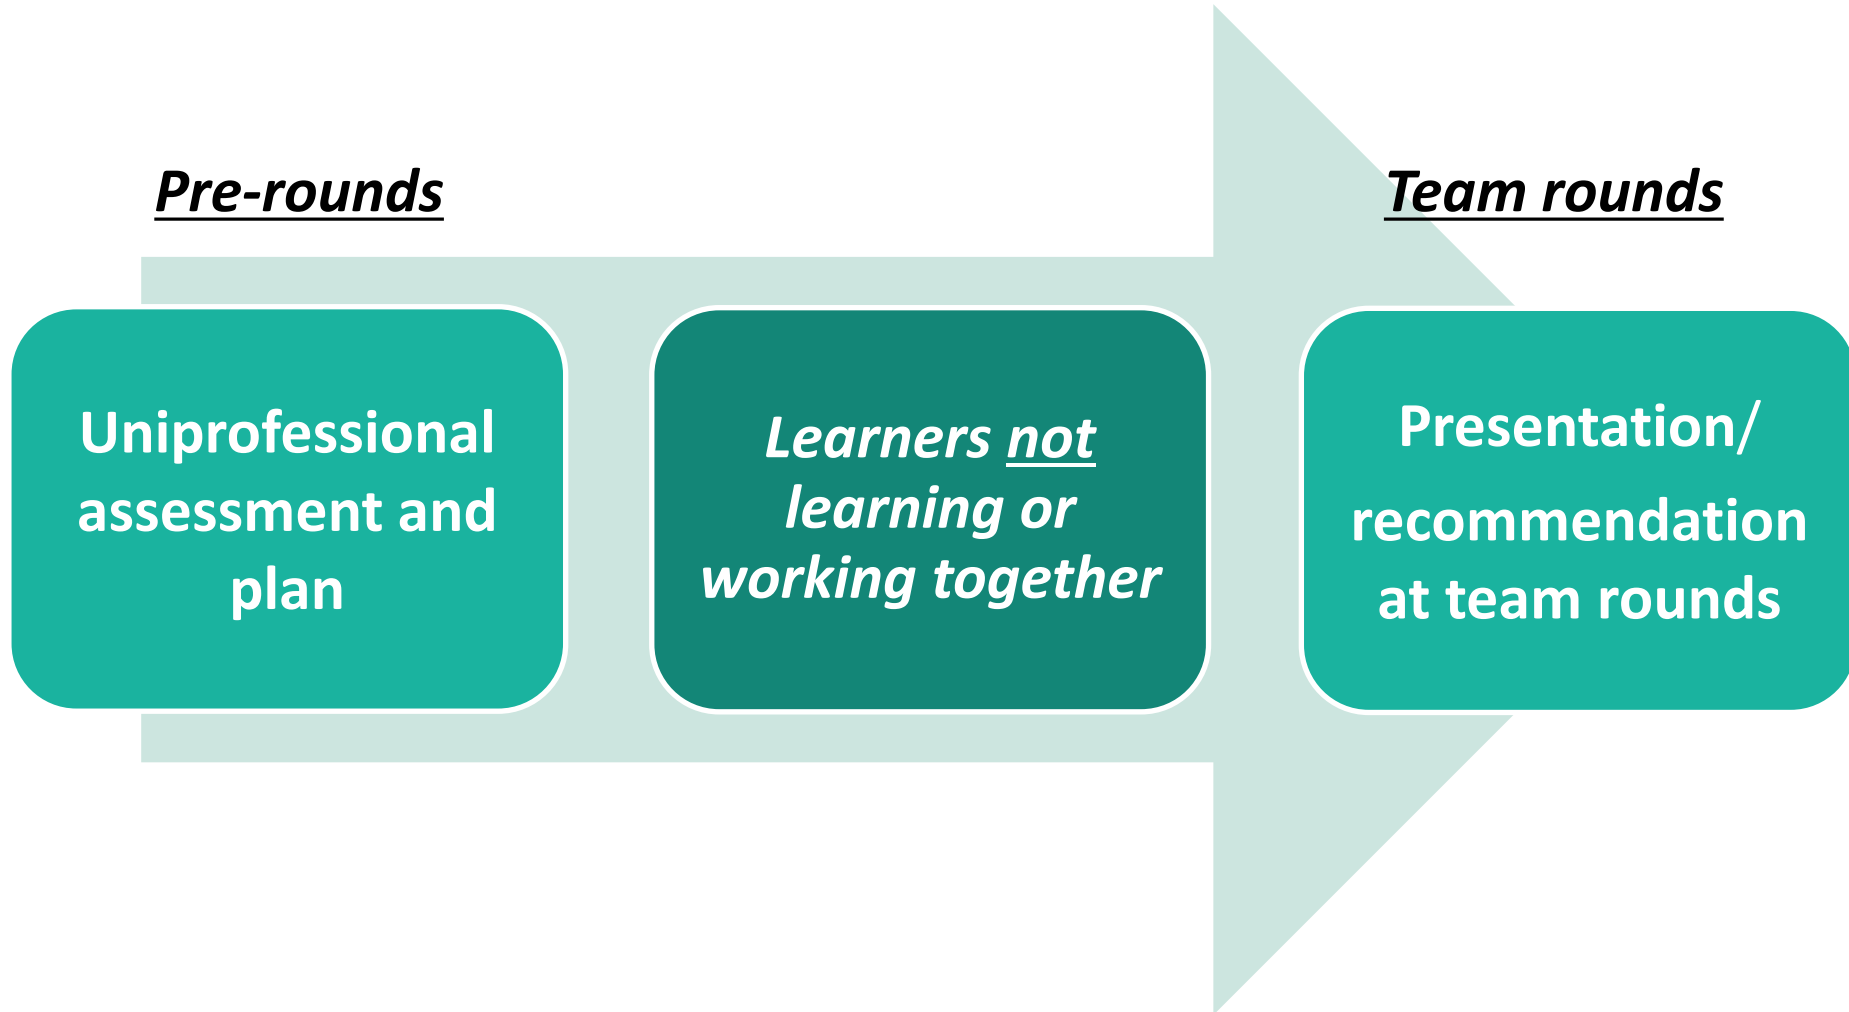 Pre-rounds
Team rounds
Uniprofessional
assessment and
plan
Learners not
learning or
working together
Presentation/
recommendation
at team rounds